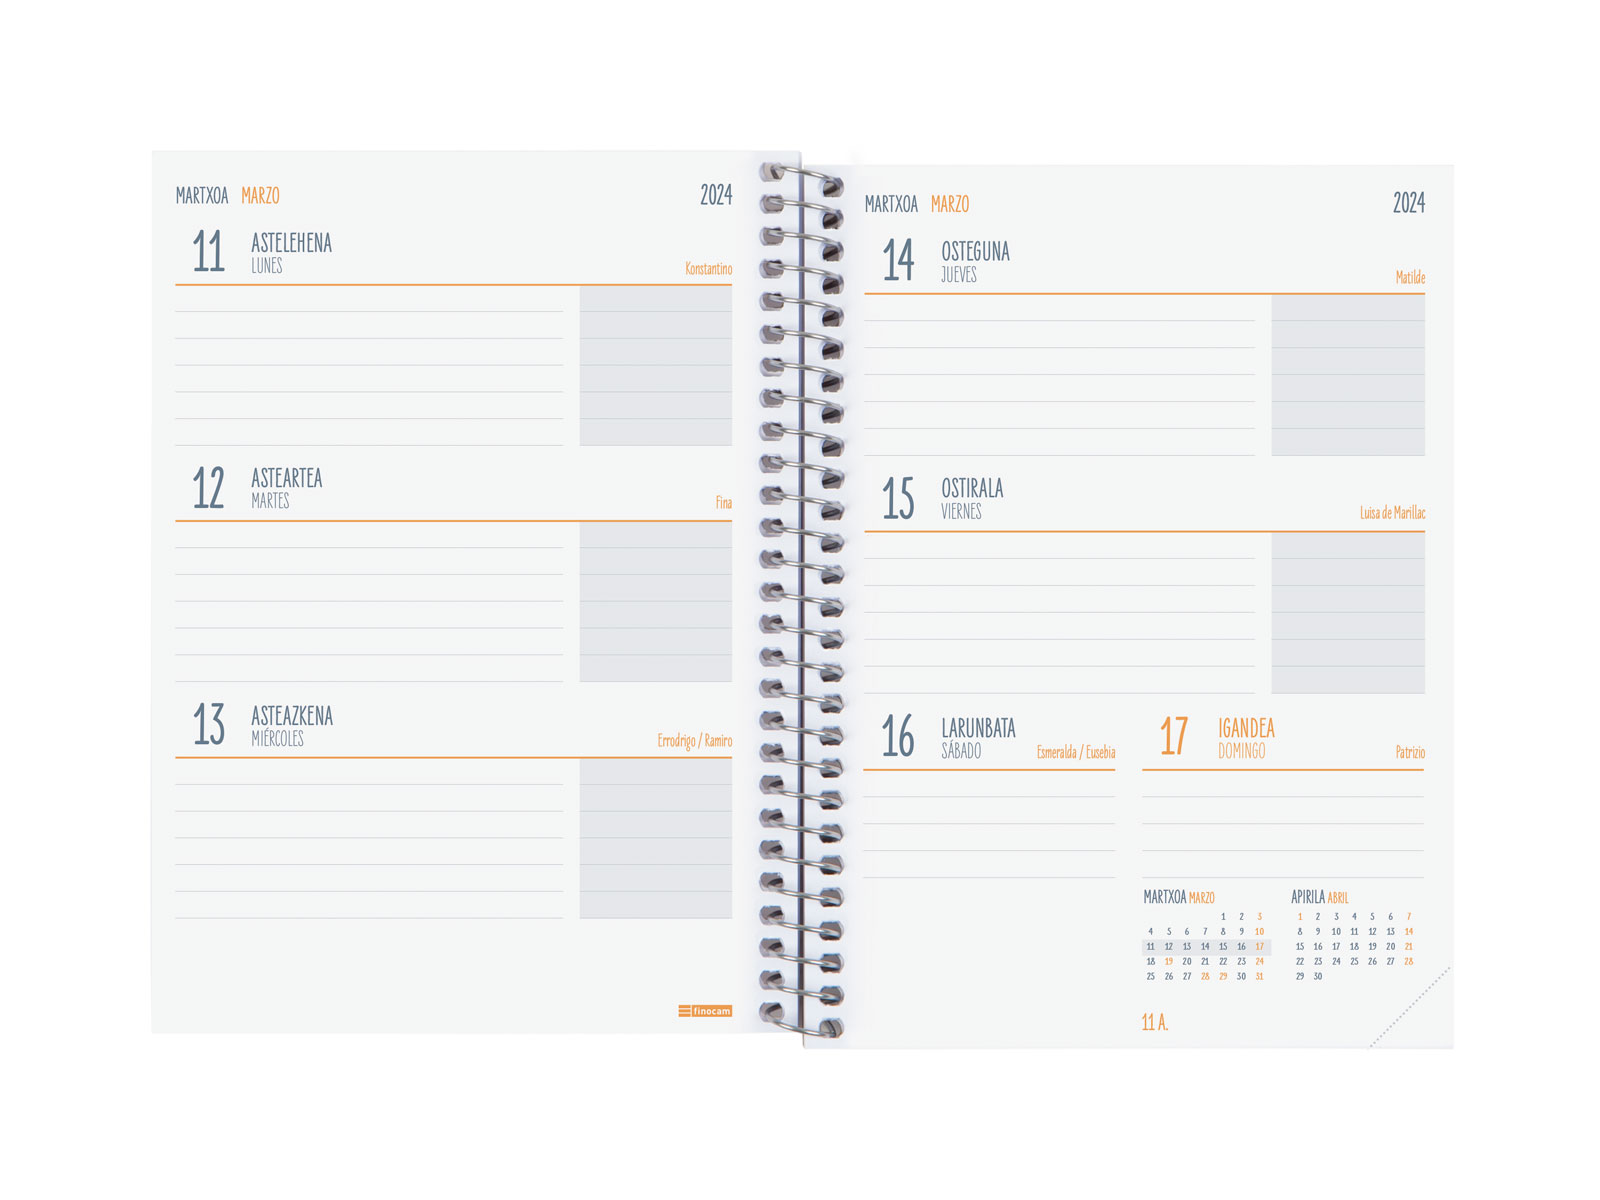 MARTXOA MARZO 2024
11 ASTELEHENA
LUNES
Konstantino
12 ASTEARTEA
MARTES
Fina
13 ASTEAZKENA
MIÉRCOLES
Errodrigo / Ramiro
finocam
MARTXOA MARZO 2024
14 OSTEGUNA
JUEVES
Matilde
15 OSTIRALA
VIERNES
Luisa de Marillac
16 LARUNBATA
SÁBADO
Esmeralda / Eusebia
17 IGANDEA
DOMINGO
Patrizio
MARTXOA MARZO
1 2 3
4 5 6 7 8 9 10
11 12 13 14 15 16 17
18 19 20 21 22 23 24
25 26 27 28 29 30 31
APIRILA ABRIL
1 2 3 4 5 6 7
8 9 10 11 12 13 14
15 16 17 18 19 20 21
22 23 24 25 26 27 28
29 30
11 A.